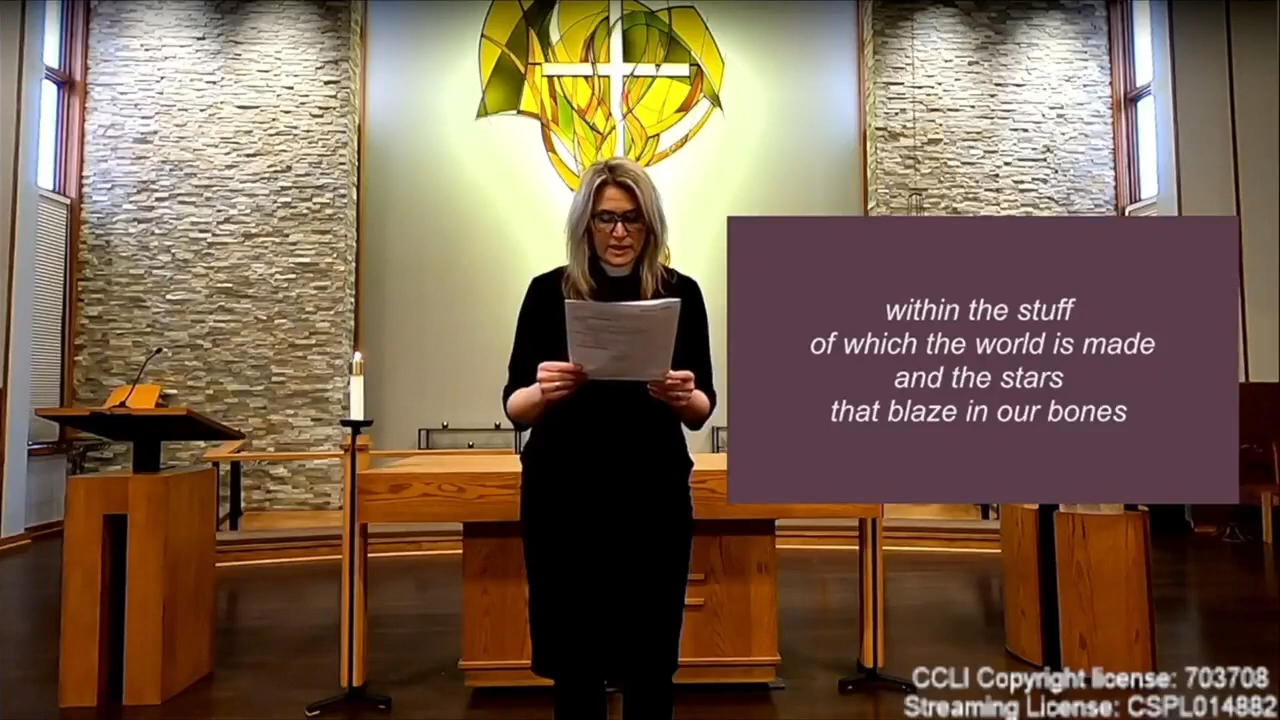 within the stuff
of which the world is made
and the stars
that blaze in our bones
CCLI Copyright license: 703708
Streaming License: CSPL014882